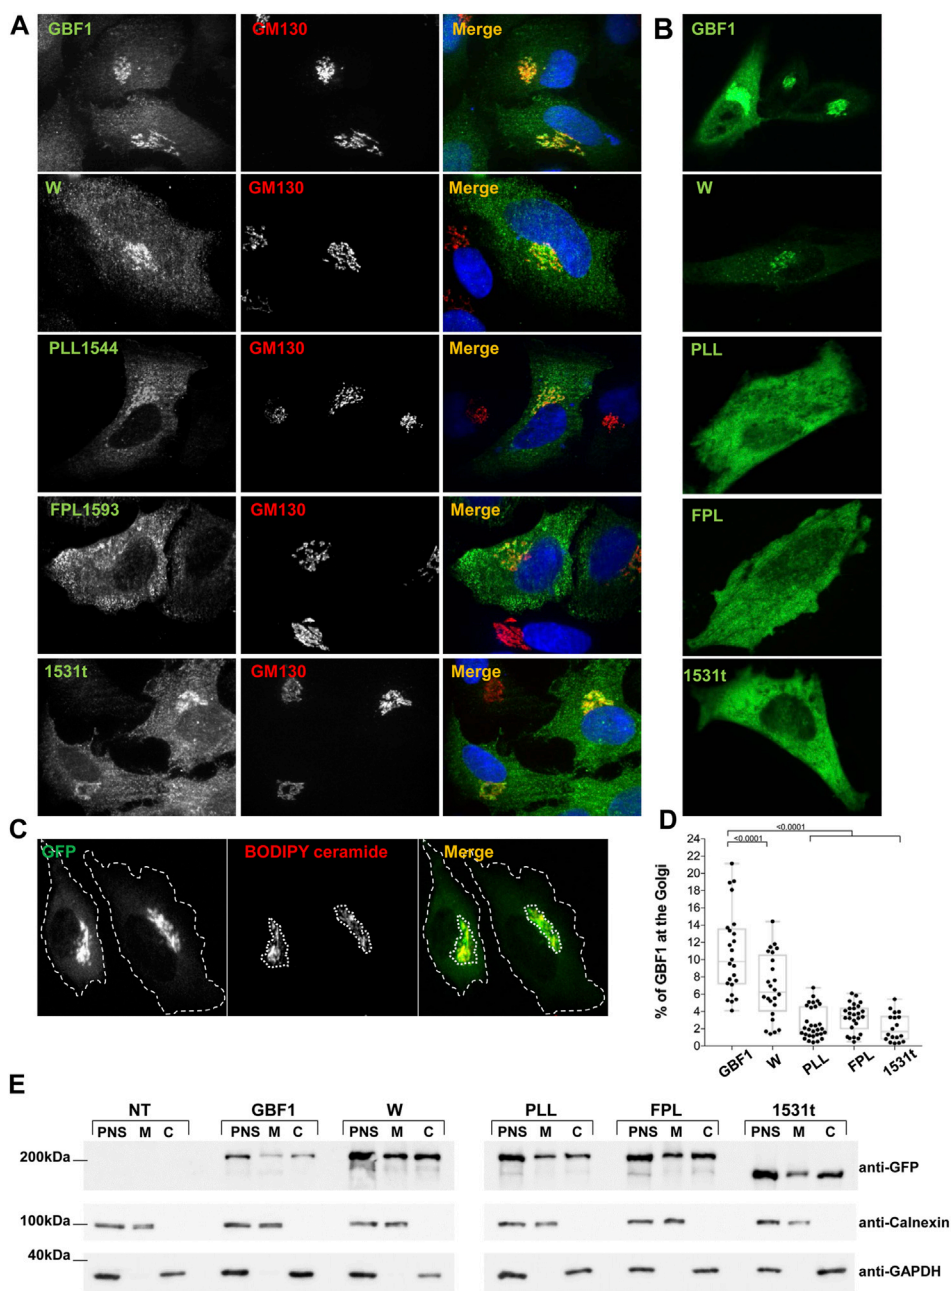 A
GBF1 GM130 Merge
W GM130 Merge
PLL1544 GM130 Merge
FPL1593 GM130 Merge
1531t GM130 Merge
B
GBF1
W
PLL
FPL
1531t
C
GFP BODIPY ceramide Merge
D
<0.0001
<0.0001
% of GBF1 at the Golgi
24
22
20
18
16
14
12
10
8
6
4
2
0
GBF1 W PLL FPL 1531t
E
NT GBF1 W PLL FPL 1531t
PNS M C PNS M C PNS M C PNS M C PNS M C PNS M C
200kDa anti-GFP
100kDa anti-Calnexin
40kDa anti-GAPDH